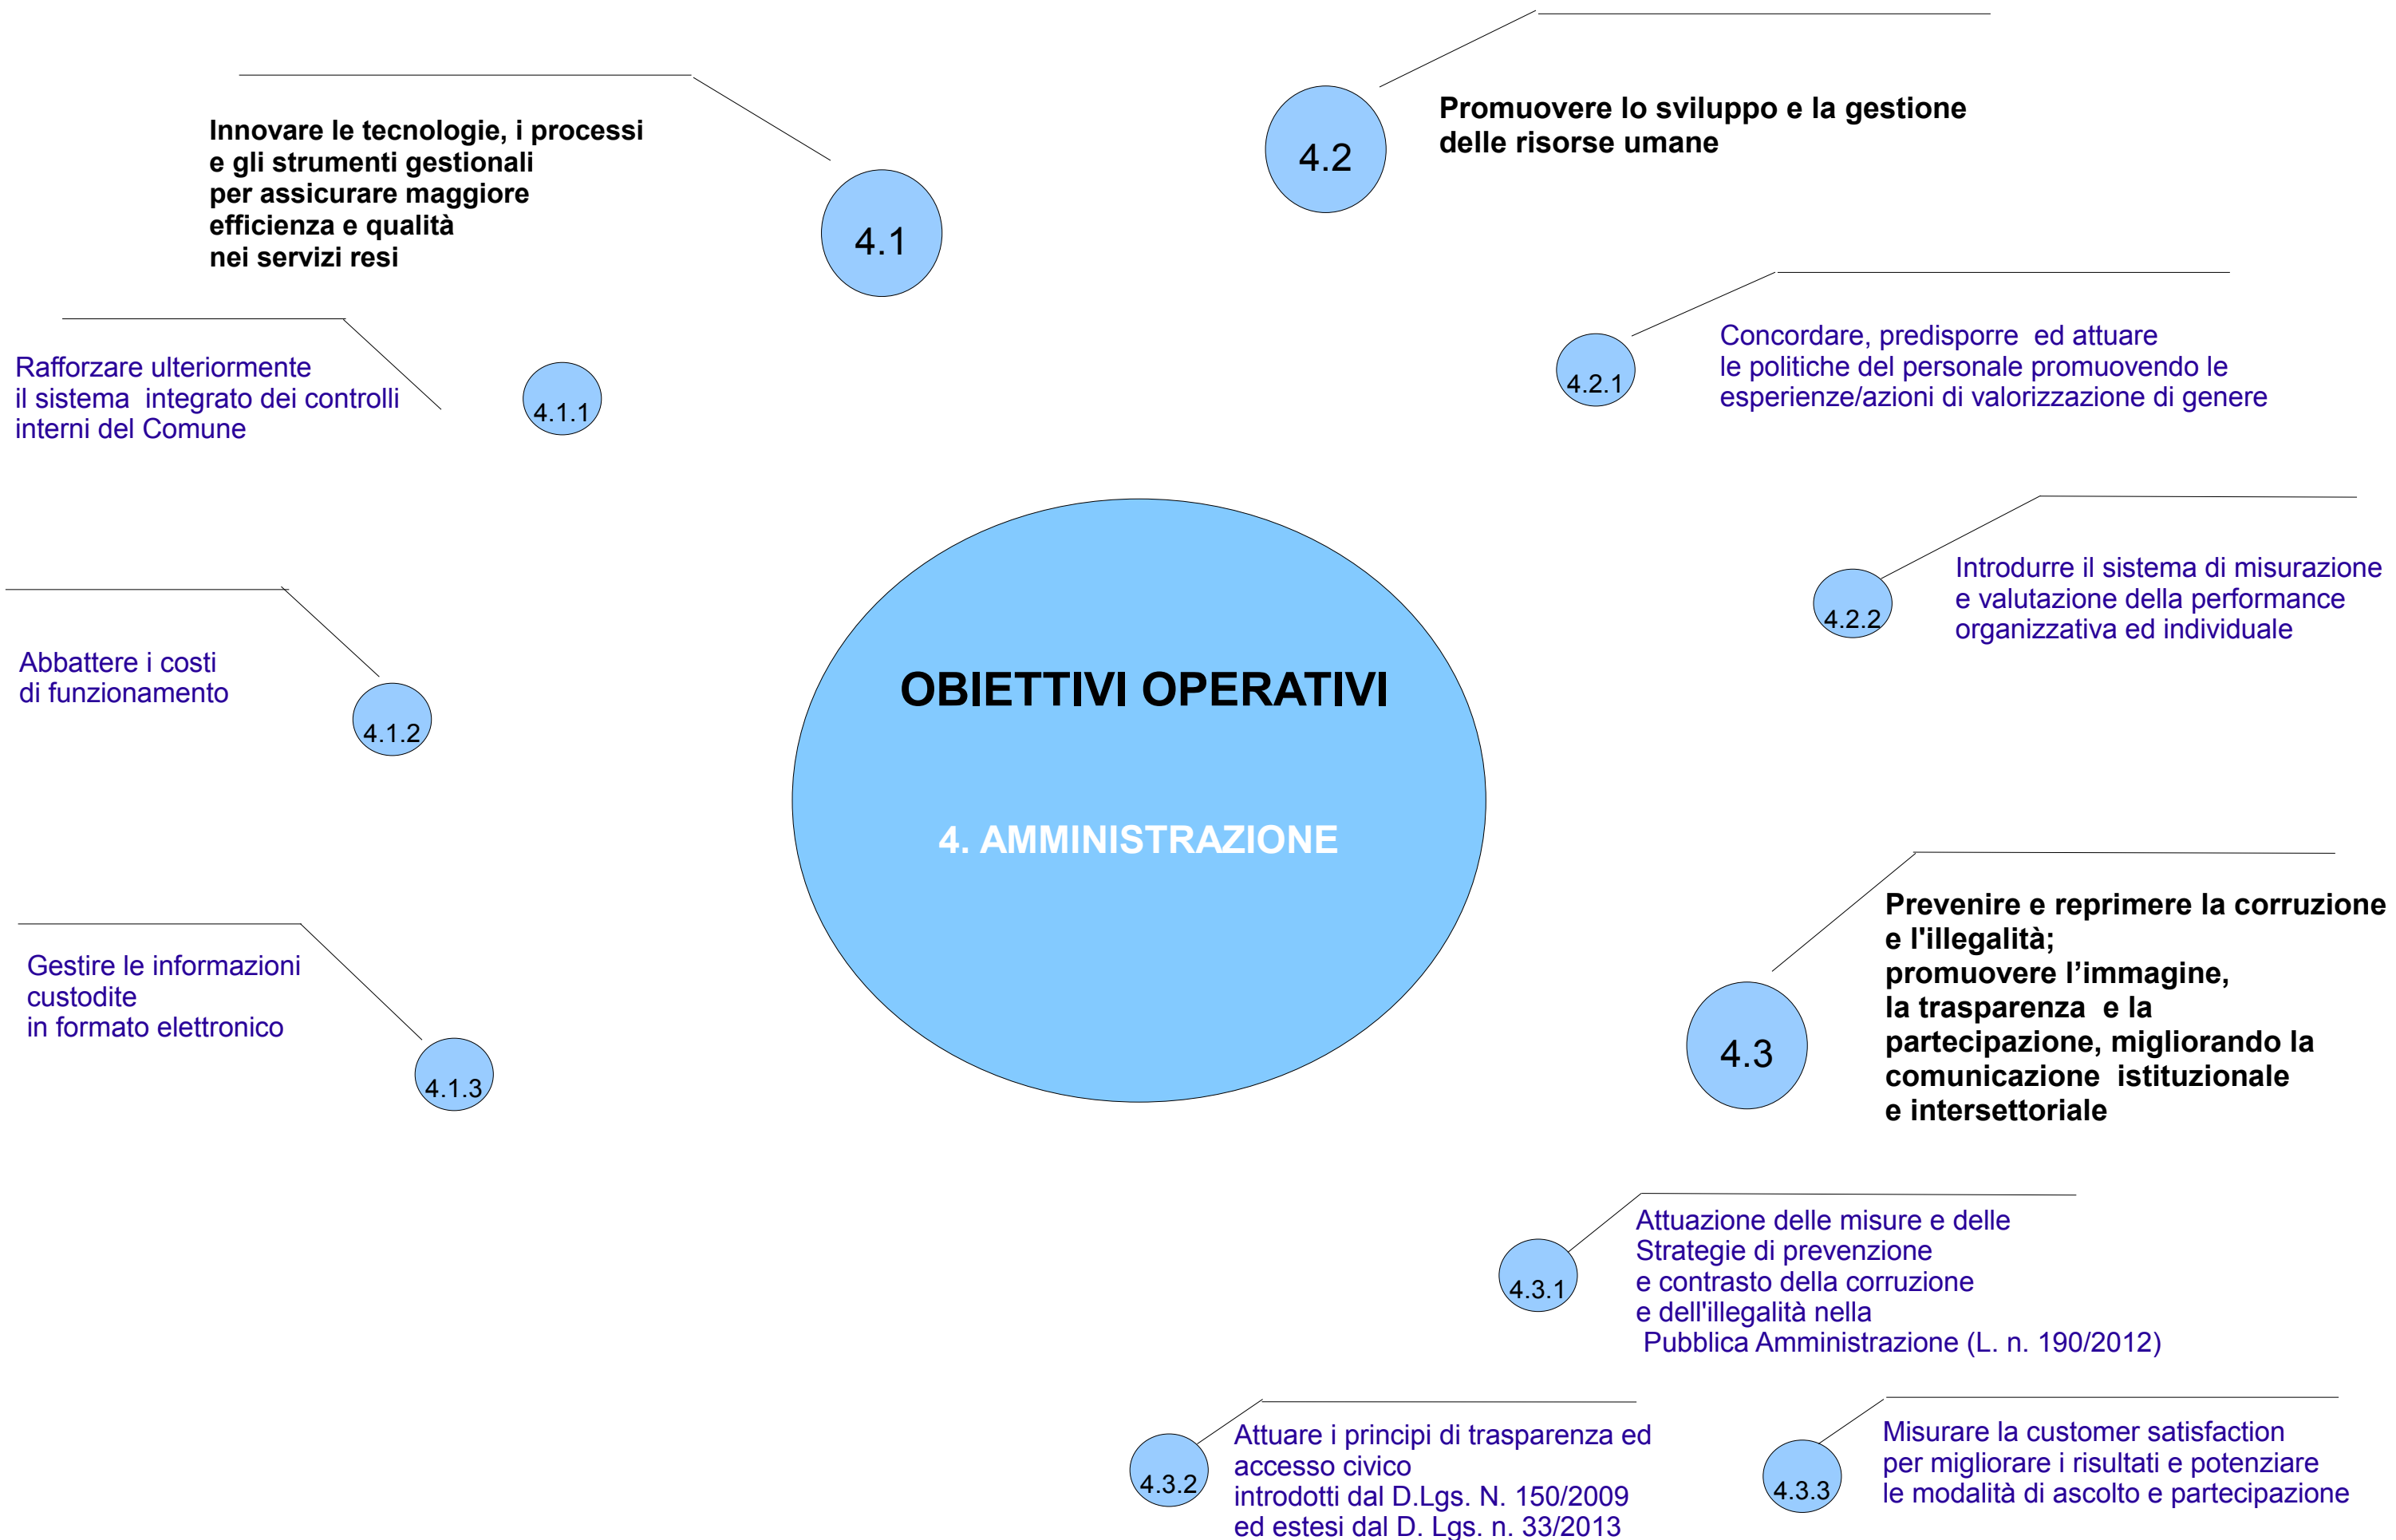 Innovare le tecnologie, i processi
e gli strumenti gestionali
per assicurare maggiore
efficienza e qualità
nei servizi resi
4.1
4.2
Promuovere lo sviluppo e la gestione
delle risorse umane
Rafforzare ulteriormente
il sistema integrato dei controlli
interni del Comune
4.1.1
4.2.1
Concordare, predisporre ed attuare
le politiche del personale promuovendo le
esperienze/azioni di valorizzazione di genere
4.2.2
Introdurre il sistema di misurazione
e valutazione della performance
organizzativa ed individuale
Abbattere i costi
di funzionamento
4.1.2
OBIETTIVI OPERATIVI
4. AMMINISTRAZIONE
Gestire le informazioni
custodite
in formato elettronico
4.1.3
4.3
Prevenire e reprimere la corruzione
e l'illegalità;
promuovere l’immagine,
la trasparenza e la
partecipazione, migliorando la
comunicazione istituzionale
e intersettoriale
4.3.1
Attuazione delle misure e delle
Strategie di prevenzione
e contrasto della corruzione
e dell'illegalità nella
Pubblica Amministrazione (L. n. 190/2012)
4.3.2
Attuare i principi di trasparenza ed
accesso civico
introdotti dal D.Lgs. N. 150/2009
ed estesi dal D. Lgs. n. 33/2013
4.3.3
Misurare la customer satisfaction
per migliorare i risultati e potenziare
le modalità di ascolto e partecipazione